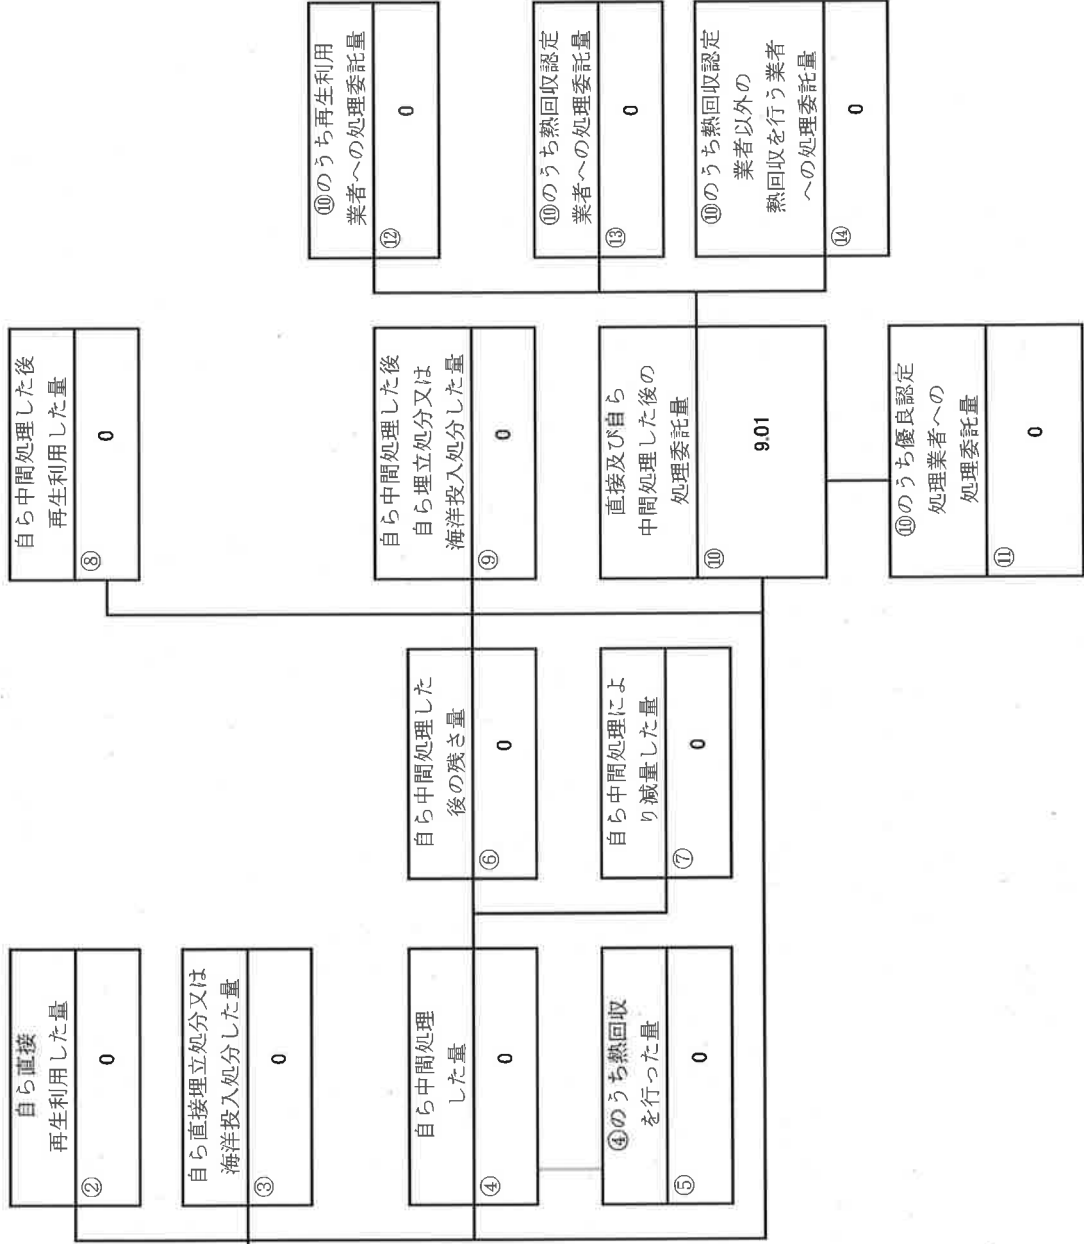 自ら直接
再生利用した量
②
0
自ら直接埋立処分又は
海洋投入処分した量
③
0
自ら中間処理
した量
④
0
④のうち熱回収
を行った量
⑤
0
自ら中間処理した
後の残さ量
⑥
0
自ら中間処理によ
り減量した量
⑦
0
自ら中間処理した後
再生利用した量
⑧
0
自ら中間処理した後
自ら埋立処分又は
海洋投入処分した量
⑨
0
直接及び自ら
中間処理した後の
処理委託量
⑩
9.01
⑩のうち優良認定
処理業者への
処理委託量
⑪
0
⑩のうち再生利用
業者への処理委託量
⑫
0
⑩のうち熱回収認定
業者への処理委託量
⑬
0
⑩のうち熱回収認定
業者以外の
熱回収を行う業者
への処理委託量
⑭
0